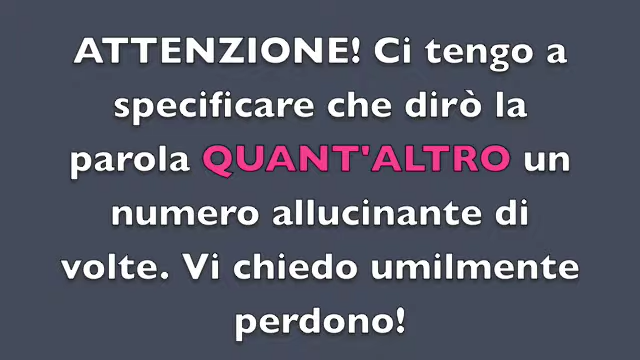 ATTENZIONE! Ci tengo a
specificare che dirò la
parola QUANT'ALTRO un
numero allucinante di
volte. Vi chiedo umilmente
perdono!